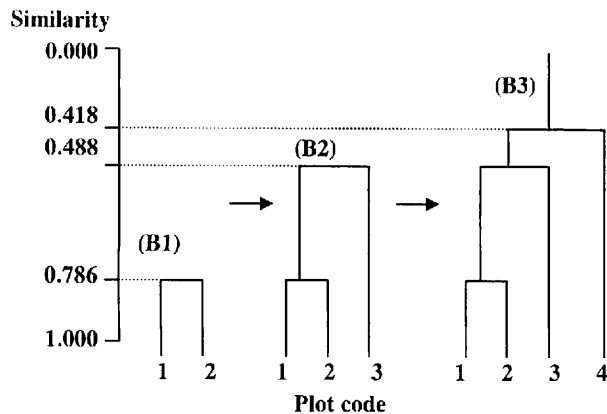 Similarity
0.000
(B3)
0.418
0.488
(B2)
(B1)
0.786
1.000
1 2 1 2 3 1 2 3 4
Plot code